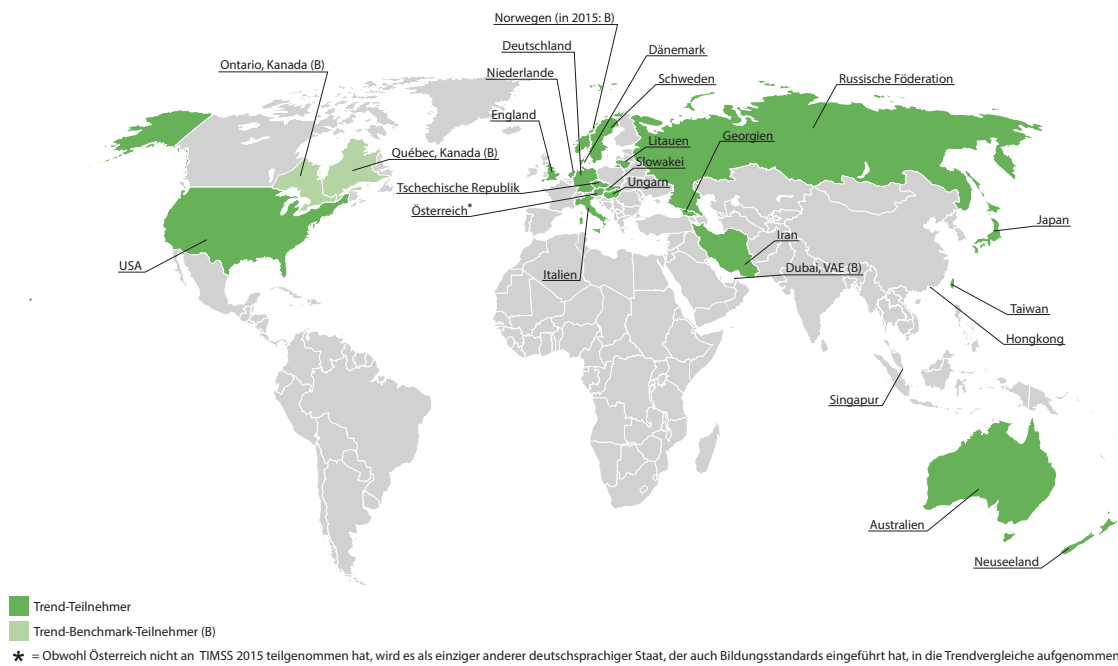 Norwegen (in 2015: B)
Deutschland
Dänemark
Ontario, Kanada (B)
Niederlande
Schweden
Russische Föderation
England
Georgien
Litauen
Québec, Kanada (B)
Slowakei
Tschechische Republik
Ungarn
Österreich*
Japan
Iran
USA
Italien
Dubai, VAE (B)
Taiwan
Hongkong
Singapur
Australien
Neuseeland
Trend-Teilnehmer
Trend-Benchmark-Teilnehmer (B)
* = Obwohl Österreich nicht an TIMSS 2015 teilgenommen hat, wird es als einziger anderer deutschsprachiger Staat, der auch Bildungsstandards eingeführt hat, in die Trendvergleiche aufgenommen